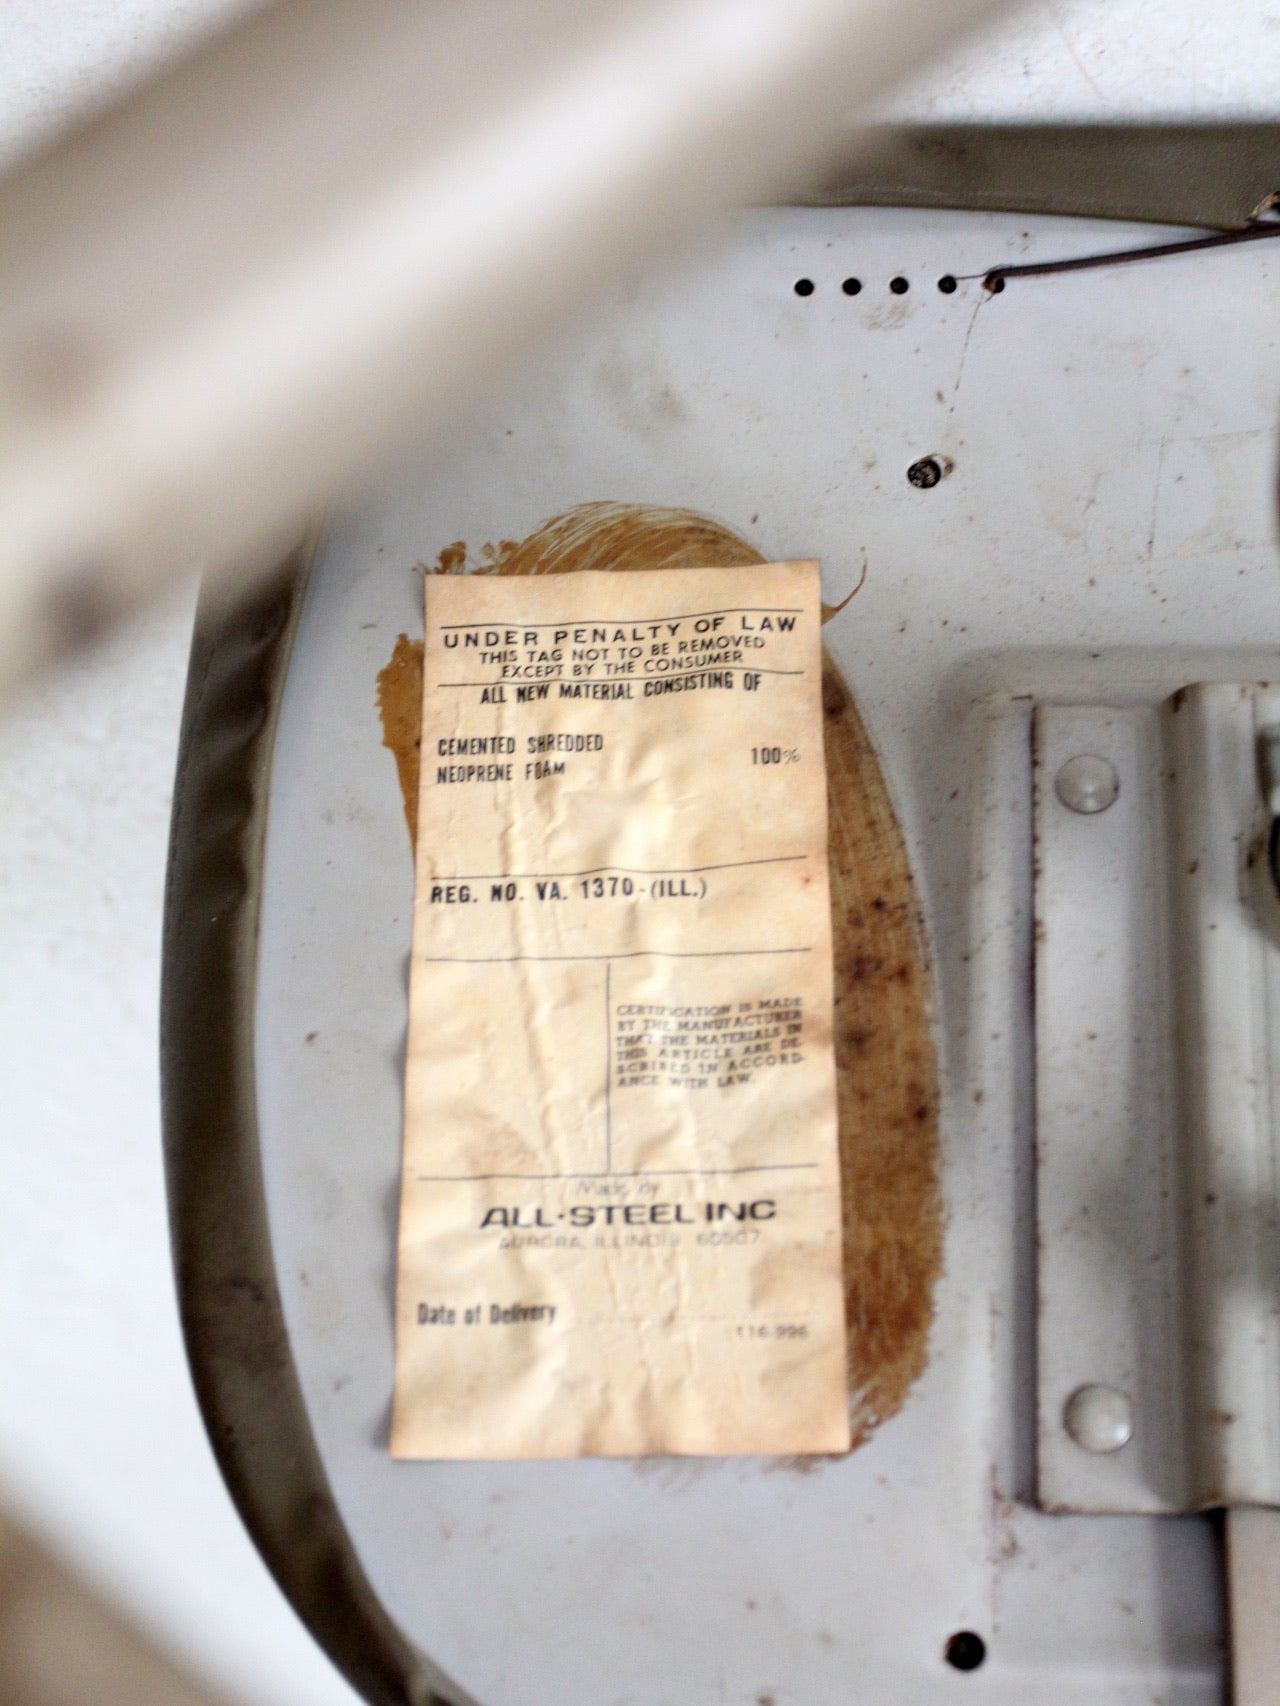 UNDER PENALTY OF LAW
THIS TAG NOT TO BE REMOVED
EXCEPT BY THE CONSUMER
ALL NEW MATERIAL CONSISTING OF
CEMENTED SHREDDED
NEOPRENE FOAM 100%
REG. NO. VA. 1370-(ILL.)
CERTIFICATION IS MADE
BY THE MANUFACTURER
THAT THE MATERIALS IN
THIS ARTICLE ARE DE-
SCRIBED IN ACCORD-
ANCE WITH LAW.
Made by
ALL-STEEL INC
AURORA, ILLINOIS 60507
Date of Delivery
116-996